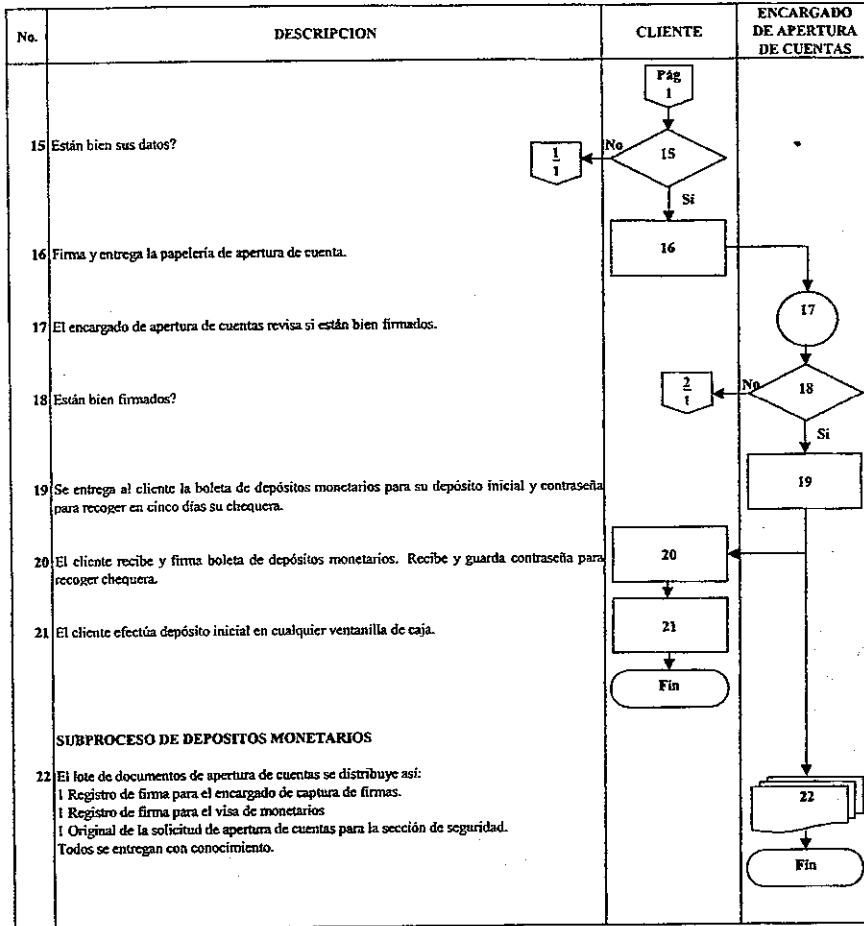 No.
DESCRIPCION
CLIENTE
ENCARGADO
DE APERTURA
DE CUENTAS
Pág
1
15 Están bien sus datos?
1
1
No
15
Sí
16 Firma y entrega la papelería de apertura de cuenta.
16
17 El encargado de apertura de cuentas revisa si están bien firmados.
17
18 Están bien firmados?
2
1
No
18
Si
19 Se entrega al cliente la boleta de depósitos monetarios para su depósito inicial y contraseña
para recoger en cinco días su chequera.
19
20 El cliente recibe y firma boleta de depósitos monetarios. Recibe y guarda contraseña para
recoger chequera.
20
21 El cliente efectúa depósito inicial en cualquier ventanilla de caja.
21
Fin
SUBPROCESO DE DEPOSITOS MONETARIOS
22 El lote de documentos de apertura de cuentas se distribuye así:
1 Registro de firma para el encargado de captura de firmas.
1 Registro de firma para el visa de monetarios
1 Original de la solicitud de apertura de cuentas para la sección de seguridad.
Todos se entregan con conocimiento.
22
Fin